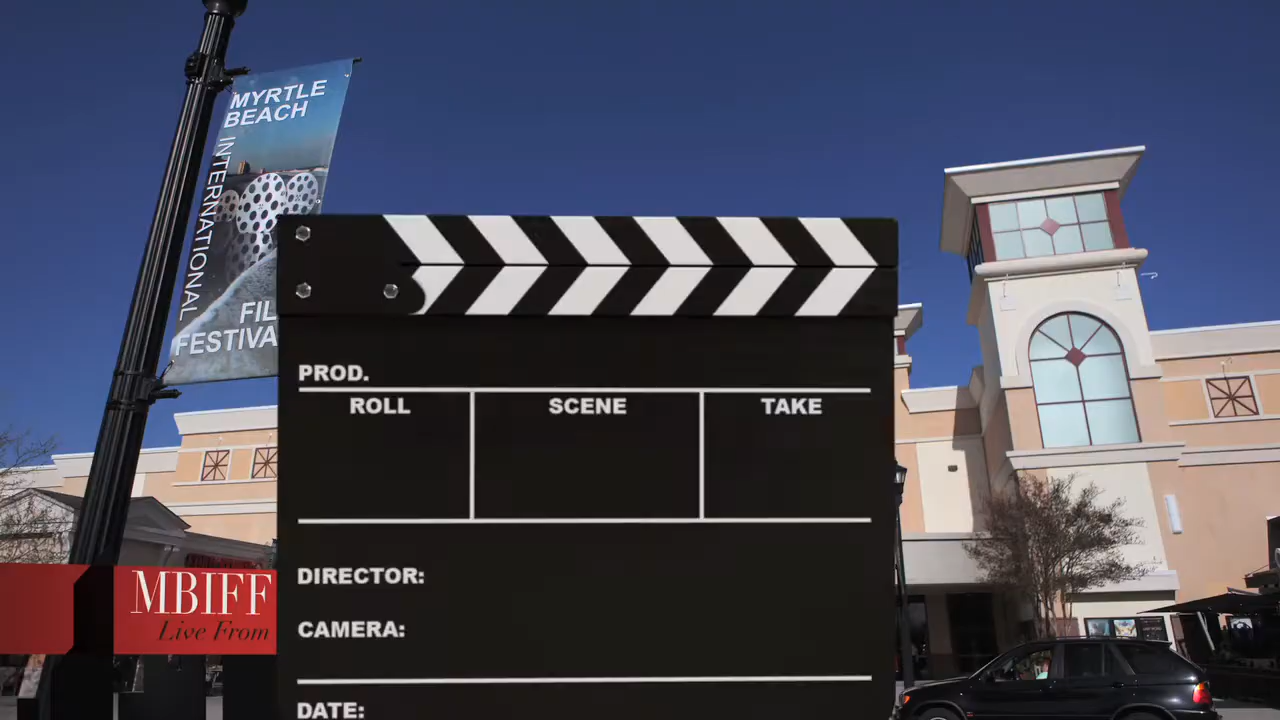 MYRTLE
BEACH
INTERNATIONAL
FIL
FESTIVA
PROD.
ROLL SCENE TAKE
DIRECTOR:
CAMERA:
DATE:
MBIFF
Live From